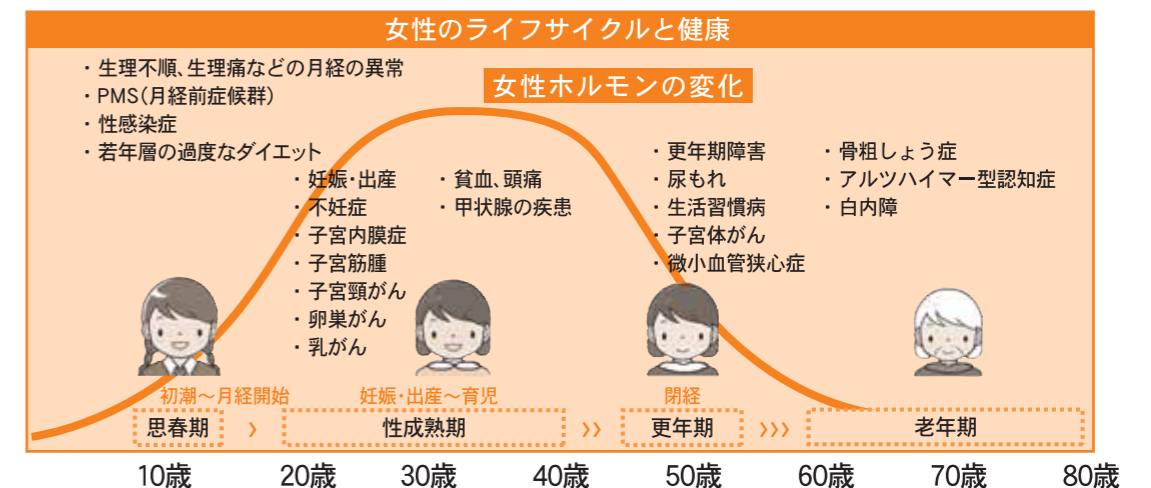 女性のライフサイクルと健康
・生理不順、生理痛などの月経の異常
・PMS（月経前症候群）
・性感染症
・若年層の過度なダイエット
女性ホルモンの変化
・妊娠・出産
・不妊症
・子宮内膜症
・子宮筋腫
・子宮頸がん
・卵巣がん
・乳がん
・貧血、頭痛
・甲状腺の疾患
・更年期障害
・尿もれ
・生活習慣病
・子宮体がん
・微小血管狭心症
・骨粗しょう症
・アルツハイマー型認知症
・白内障
初潮～月経開始
妊娠・出産～育児
閉経
思春期 › 性成熟期 ›› 更年期 ››› 老年期
10歳 20歳 30歳 40歳 50歳 60歳 70歳 80歳